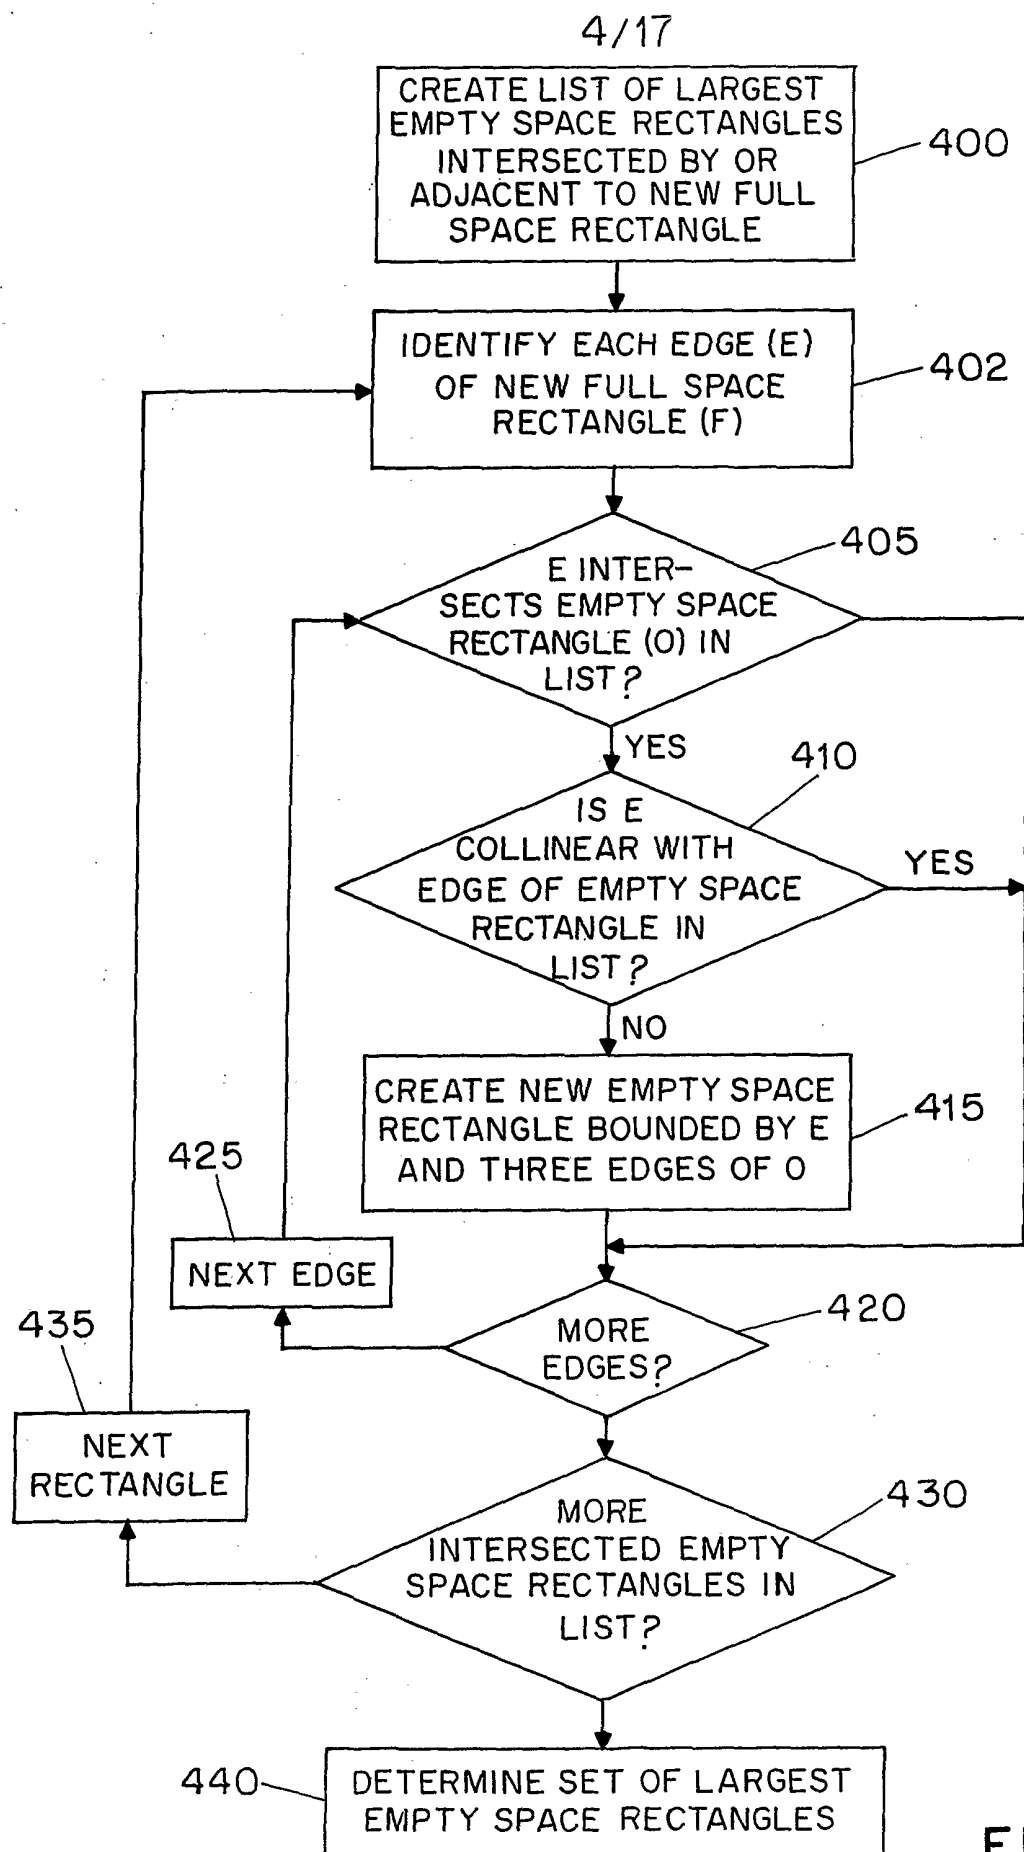 4/17
CREATE LIST OF LARGEST
EMPTY SPACE RECTANGLES
INTERSECTED BY OR
ADJACENT TO NEW FULL
SPACE RECTANGLE
400
IDENTIFY EACH EDGE (E)
OF NEW FULL SPACE
RECTANGLE (F)
402
E INTER-
SECTS EMPTY SPACE
RECTANGLE (O) IN
LIST?
405
YES
IS E
COLLINEAR WITH
EDGE OF EMPTY SPACE
RECTANGLE IN
LIST?
410
YES
NO
CREATE NEW EMPTY SPACE
RECTANGLE BOUNDED BY E
AND THREE EDGES OF O
415
425
NEXT EDGE
MORE
EDGES?
420
435
NEXT
RECTANGLE
MORE
INTERSECTED EMPTY
SPACE RECTANGLES IN
LIST?
430
440
DETERMINE SET OF LARGEST
EMPTY SPACE RECTANGLES